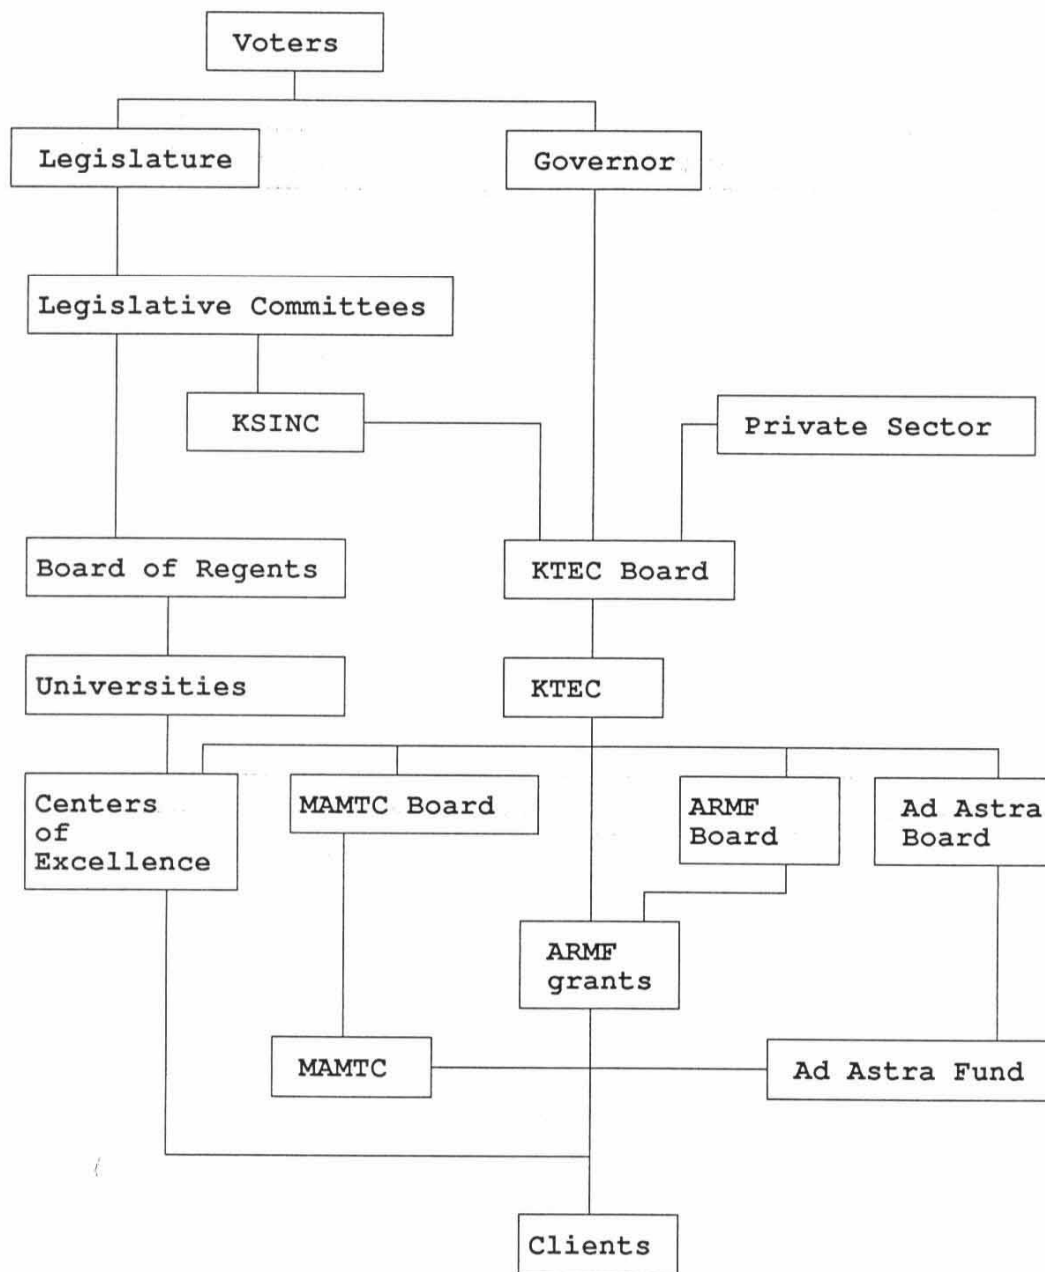 Voters
Legislature
Governor
Legislative Committees
KSINC
Private Sector
Board of Regents
KTEC Board
Universities
KTEC
Centers
of
Excellence
MAMTC Board
ARMF
Board
Ad Astra
Board
ARMF
grants
MAMTC
Ad Astra Fund
Clients